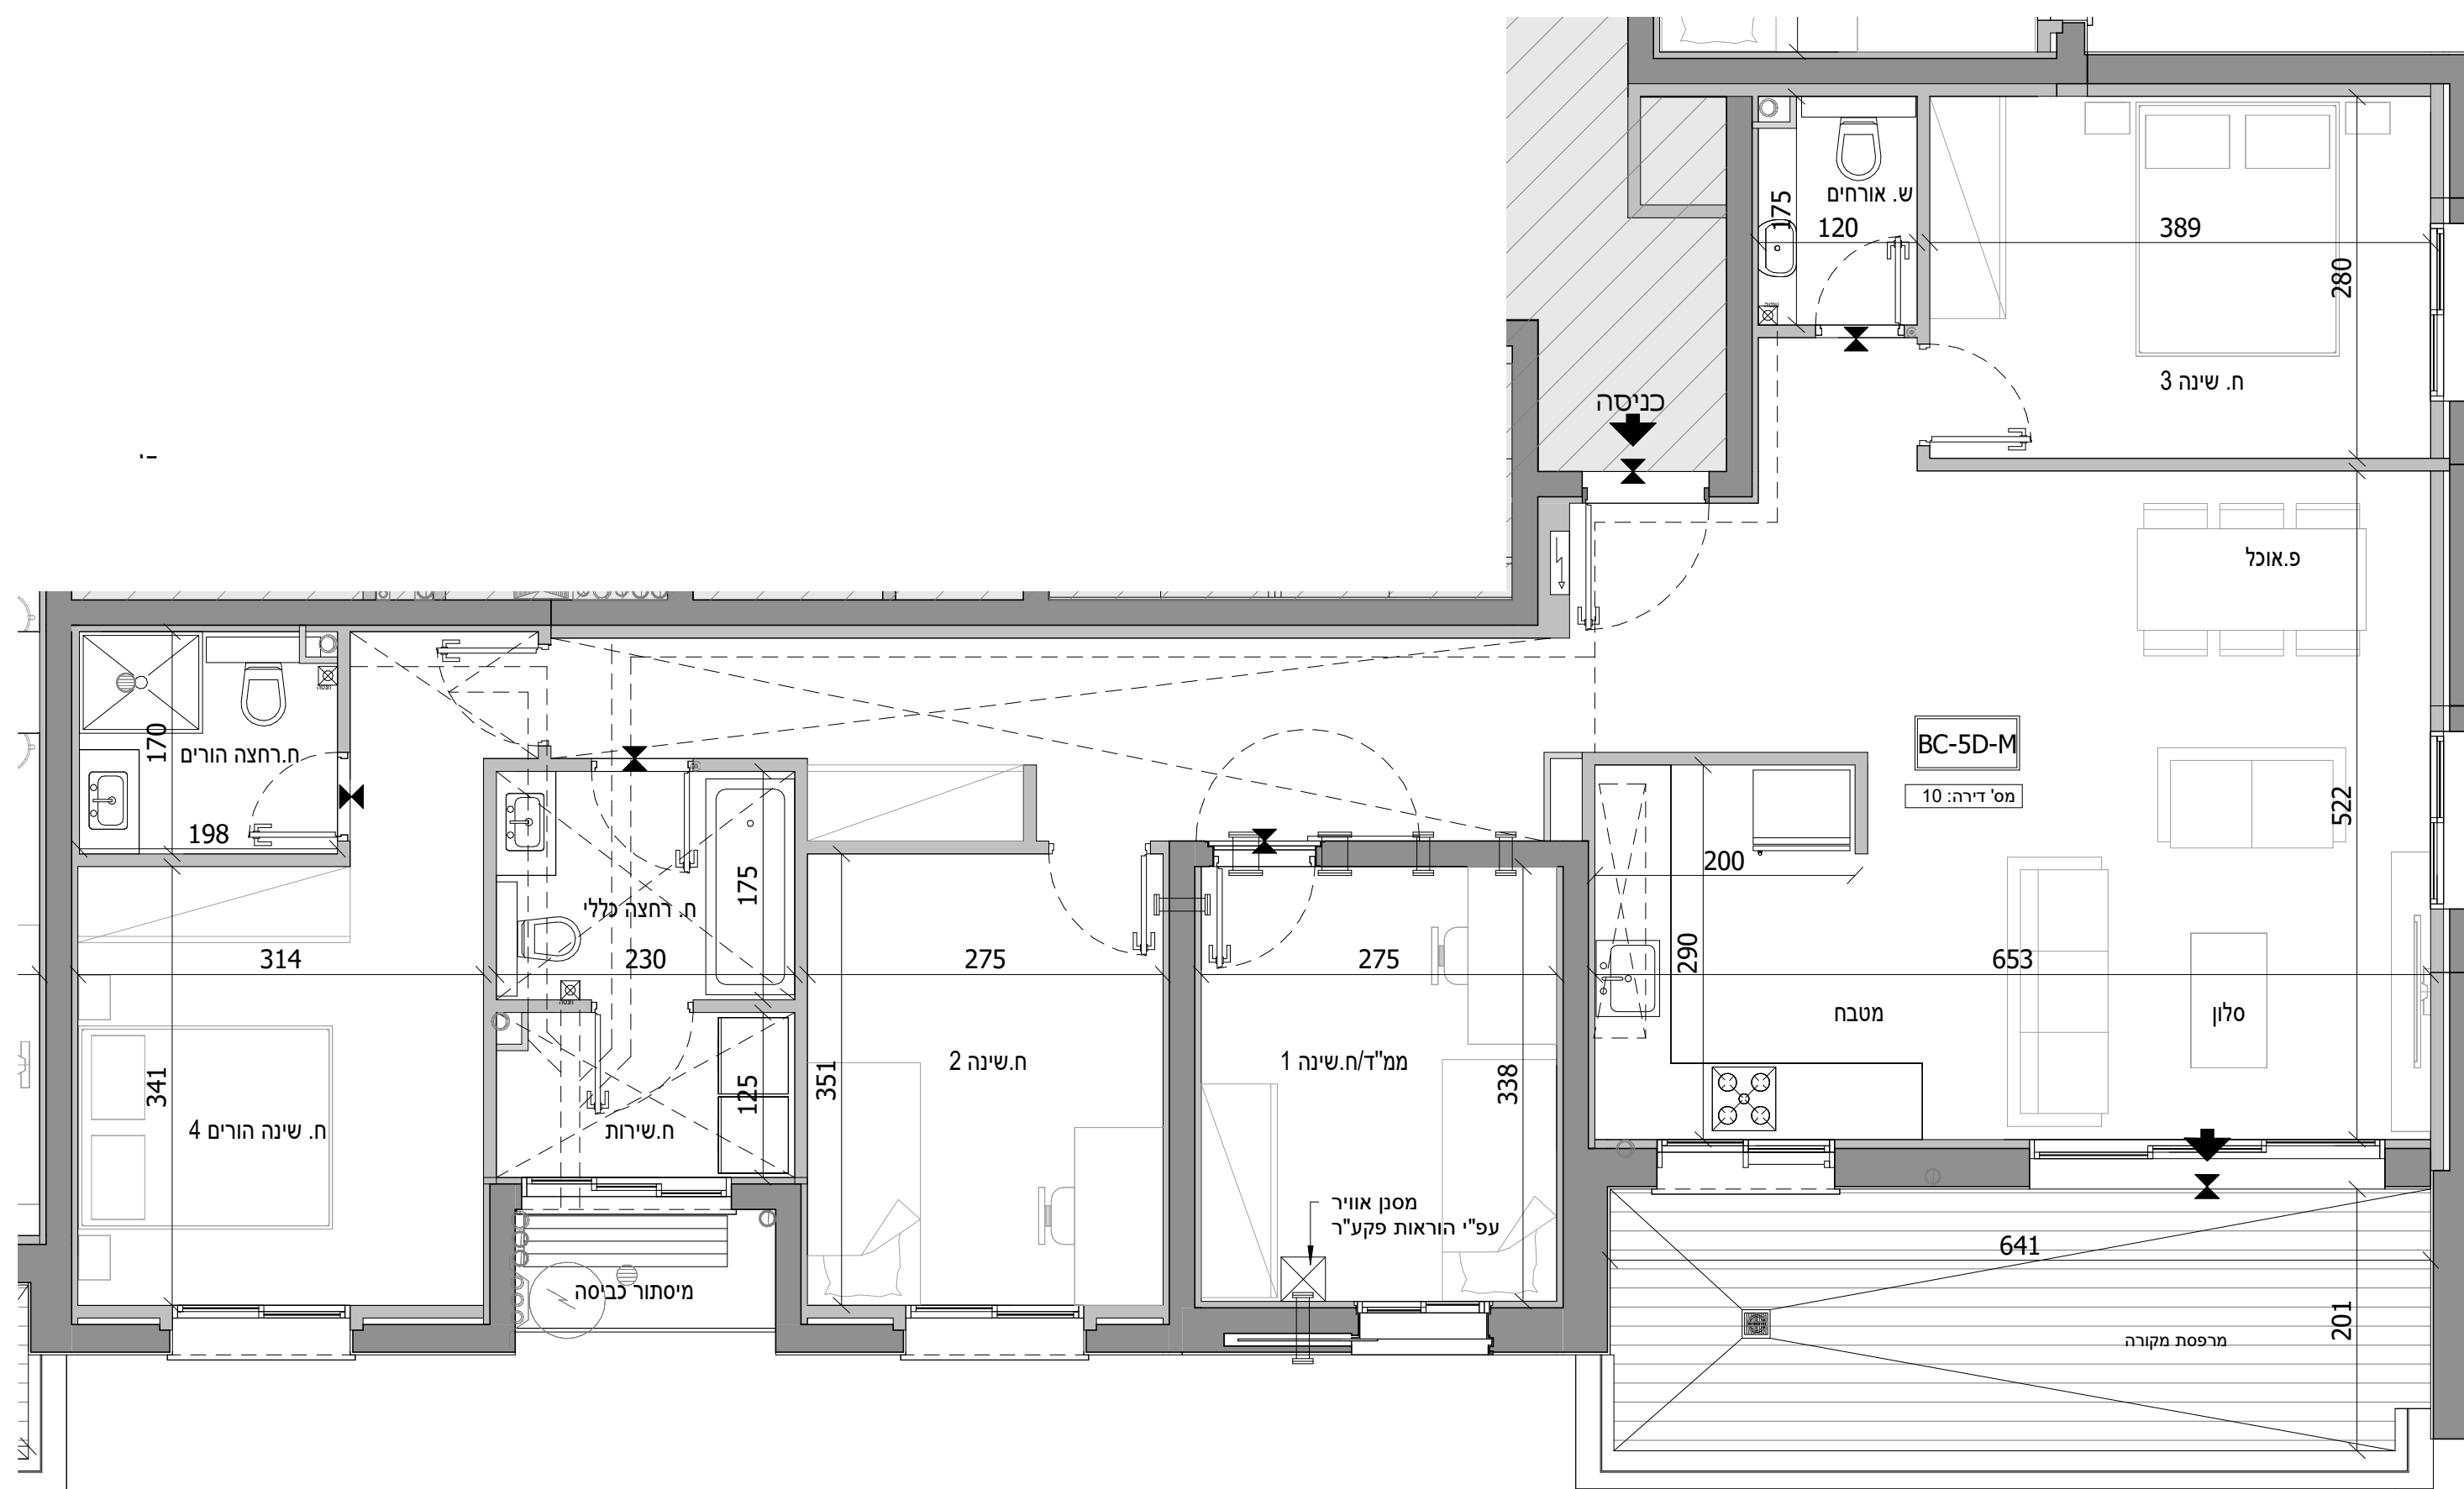 ש. אורחים
175
120
389
280
ח. שינה 3
כניסה
פ.אוכל
BC-5D-M
מס' דירה: 10
522
170
ח.רחצה הורים
198
175
ח. רחצה כללי
200
290
314
230
275
275
653
מטבח
סלון
341
125
351
338
ח.שינה 2
ממ"ד/ח.שינה 1
ח. שינה הורים 4
ח.שירות
מסנן אוויר
עפ"י הוראות פקע"ר
641
מיסתור כביסה
201
מרפסת מקורה